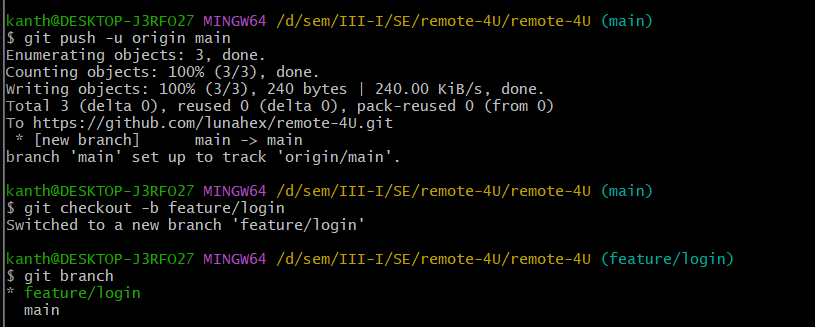 kanth@DESKTOP-J3RFO27 MINGW64 /d/sem/III-I/SE/remote-4U/remote-4U (main)
$ git push -u origin main
Enumerating objects: 3, done.
Counting objects: 100% (3/3), done.
Writing objects: 100% (3/3), 240 bytes | 240.00 KiB/s, done.
Total 3 (delta 0), reused 0 (delta 0), pack-reused 0 (from 0)
To https://github.com/lunahex/remote-4U.git
 * [new branch]      main -> main
branch 'main' set up to track 'origin/main'.

kanth@DESKTOP-J3RFO27 MINGW64 /d/sem/III-I/SE/remote-4U/remote-4U (main)
$ git checkout -b feature/login
Switched to a new branch 'feature/login'

kanth@DESKTOP-J3RFO27 MINGW64 /d/sem/III-I/SE/remote-4U/remote-4U (feature/login)
$ git branch
* feature/login
  main